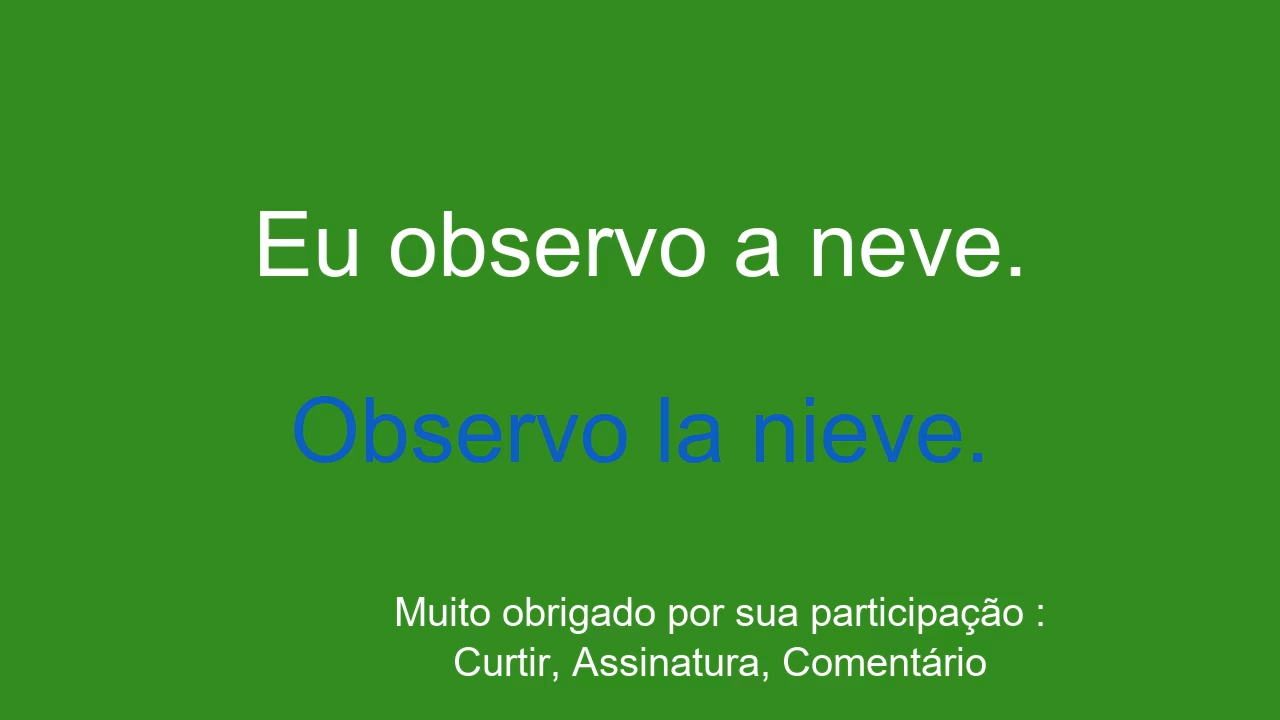 Eu observo a neve.
Observo la nieve.
Muito obrigado por sua participação :
Curtir, Assinatura, Comentário